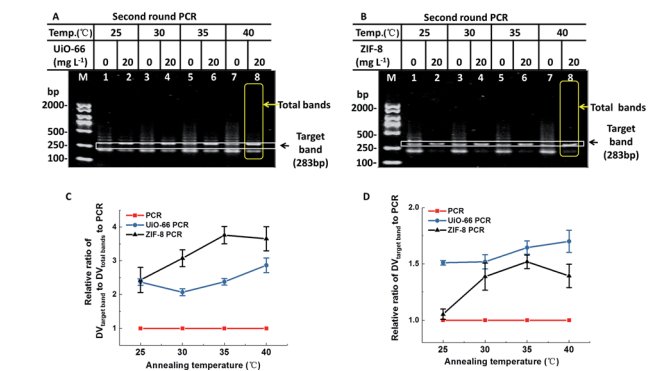 A
Second round PCR
Temp.(℃) 25 30 35 40
UiO-66
(mg L⁻¹) 0 20 0 20 0 20 0 20
M 1 2 3 4 5 6 7 8
bp
2000-
500-
250-
100-
Total bands
Target
band
(283bp)
B
Second round PCR
Temp.(℃) 25 30 35 40
ZIF-8
(mg L⁻¹) 0 20 0 20 0 20 0 20
M 1 2 3 4 5 6 7 8
bp
2000-
500-
250-
100-
Total bands
Target
band
(283bp)
C
PCR
UiO-66 PCR
ZIF-8 PCR
Relative ratio of
DVtarget band to DVtotal bands to PCR
4
3
2
1
25 30 35 40
Annealing temperature (℃)
D
PCR
UiO-66 PCR
ZIF-8 PCR
Relative ratio of DVtarget band to PCR
2.0
1.5
1.0
25 30 35 40
Annealing temperature (℃)